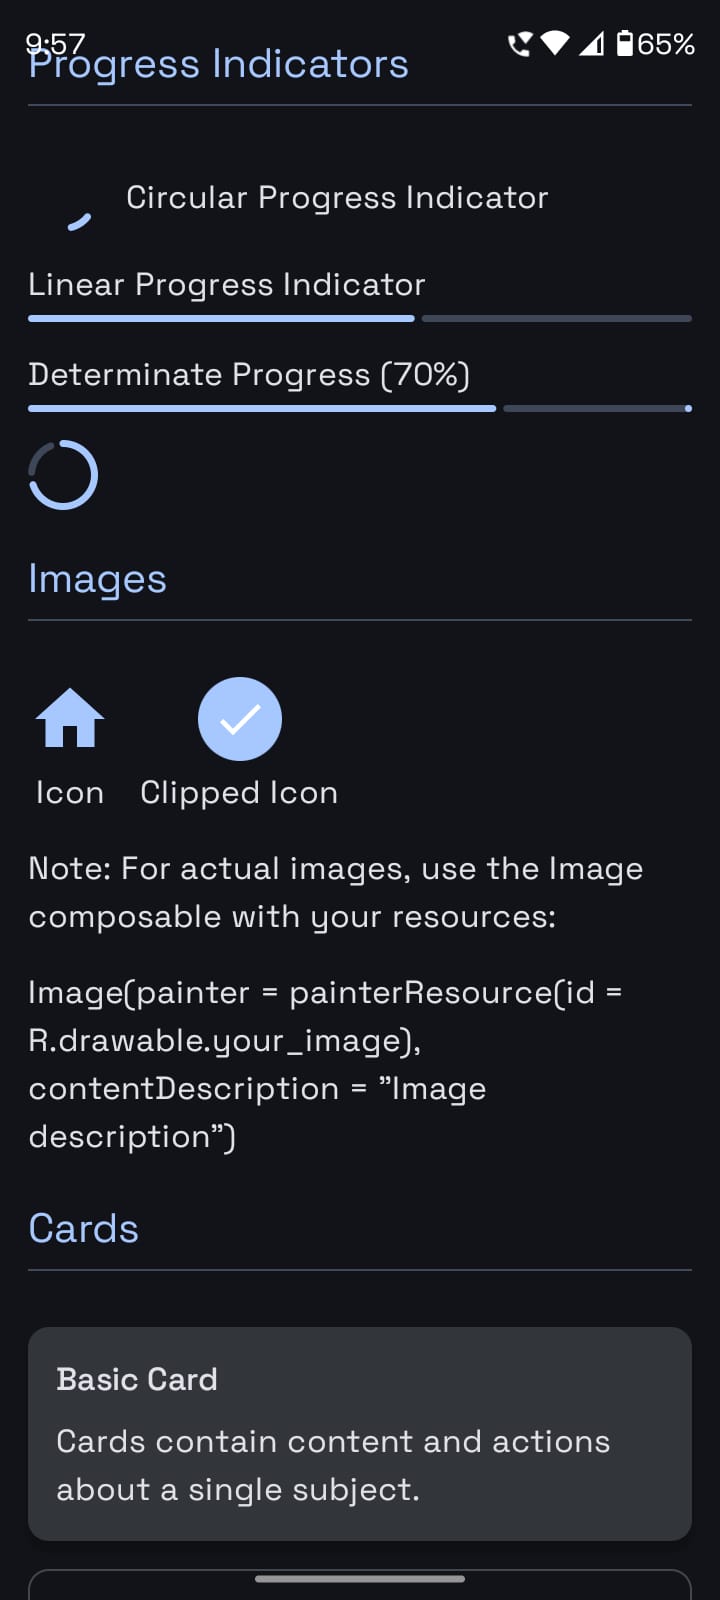 9:57
65%
Progress Indicators
Circular Progress Indicator
Linear Progress Indicator
Determinate Progress (70%)
Images
Icon
Clipped Icon
Note: For actual images, use the Image
composable with your resources:
Image(painter = painterResource(id =
R.drawable.your_image),
contentDescription = "Image
description")
Cards
Basic Card
Cards contain content and actions
about a single subject.